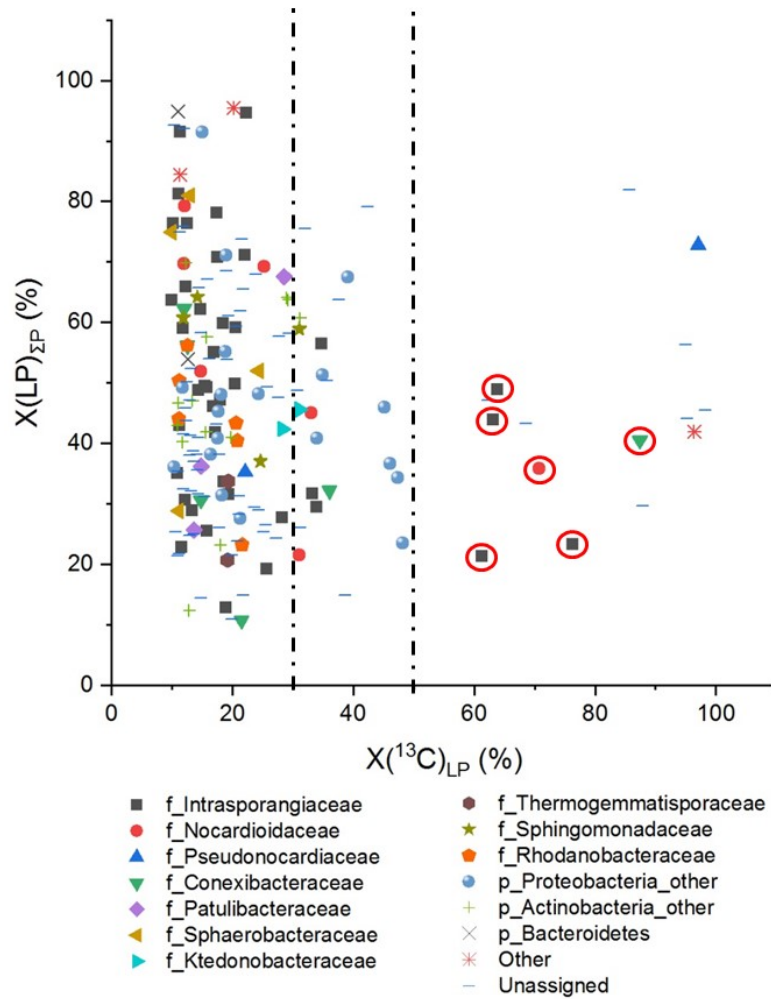 100
80
60
40
20
0
X(LP)ΣP (%)
0 20 40 60 80 100
X(¹³C)LP (%)
f_Intrasporangiaceae
f_Nocardioidaceae
f_Pseudonocardiaceae
f_Conexibacteraceae
f_Patulibacteraceae
f_Sphaerobacteraceae
f_Ktedonobacteraceae
f_Thermogemmatisporaceae
f_Sphingomonadaceae
f_Rhodanobacteraceae
p_Proteobacteria_other
p_Actinobacteria_other
p_Bacteroidetes
Other
Unassigned